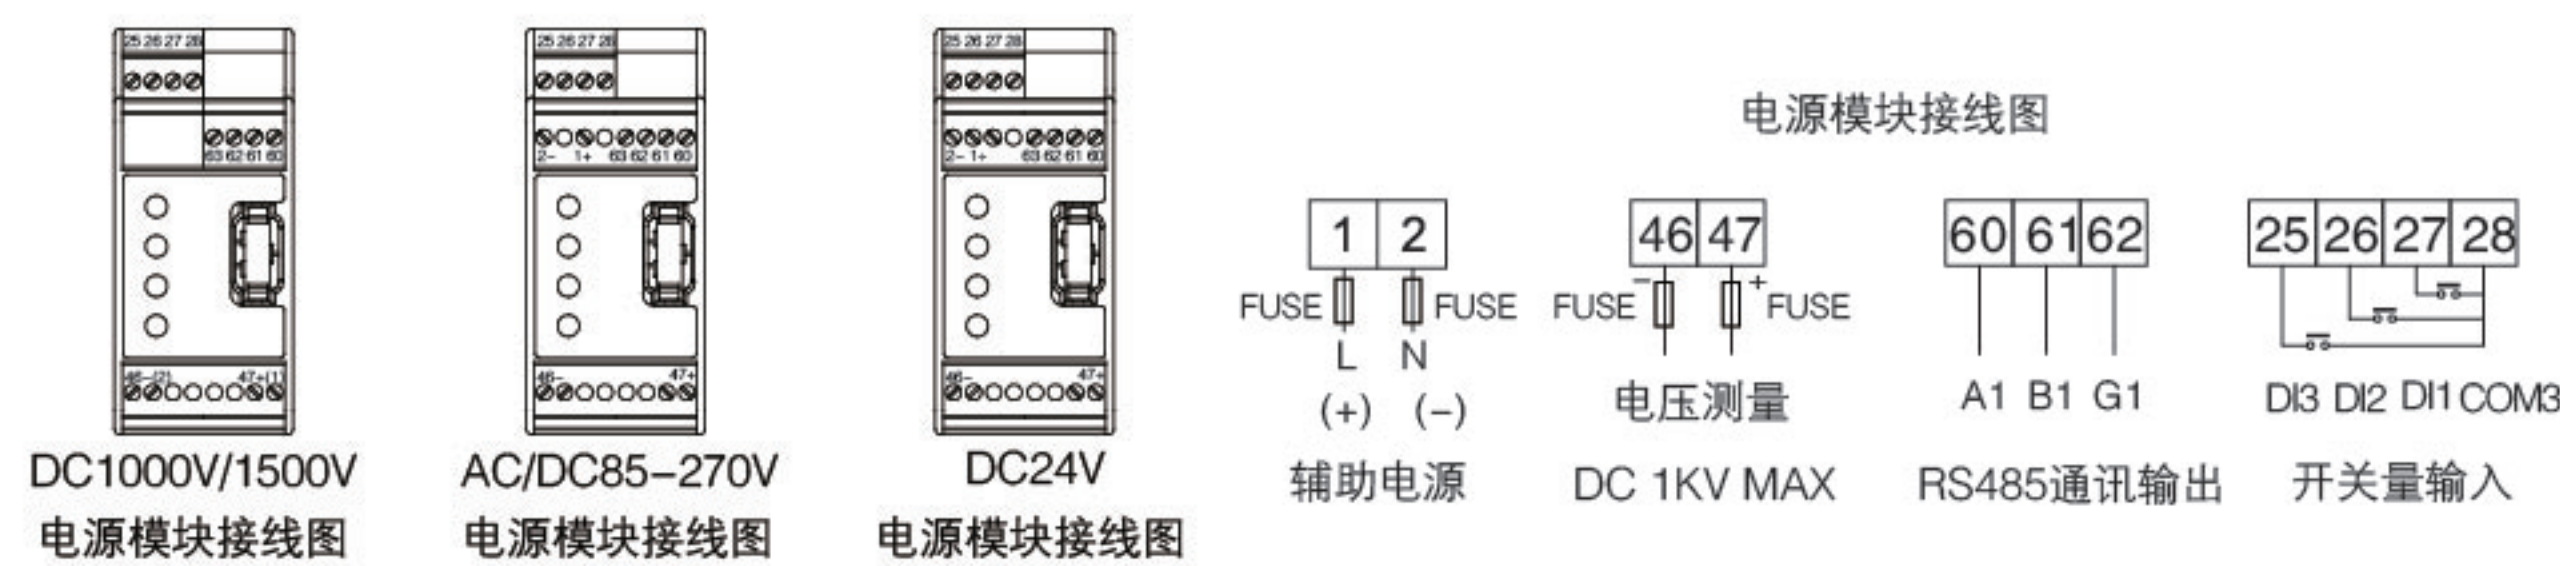 25 26 27 28
63 62 61 60
46-(2) 47+(1)
DC1000V/1500V
电源模块接线图
25 26 27 28
2- 1+ 63 62 61 60
46- 47+
AC/DC85-270V
电源模块接线图
25 26 27 28
2- 1+ 63 62 61 60
46- 47+
DC24V
电源模块接线图
电源模块接线图
1 2
FUSE FUSE
L N
(+) (-)
辅助电源
46 47
- +
FUSE FUSE
电压测量
DC 1KV MAX
60 61 62
A1 B1 G1
RS485通讯输出
25 26 27 28
DI3 DI2 DI1 COM3
开关量输入